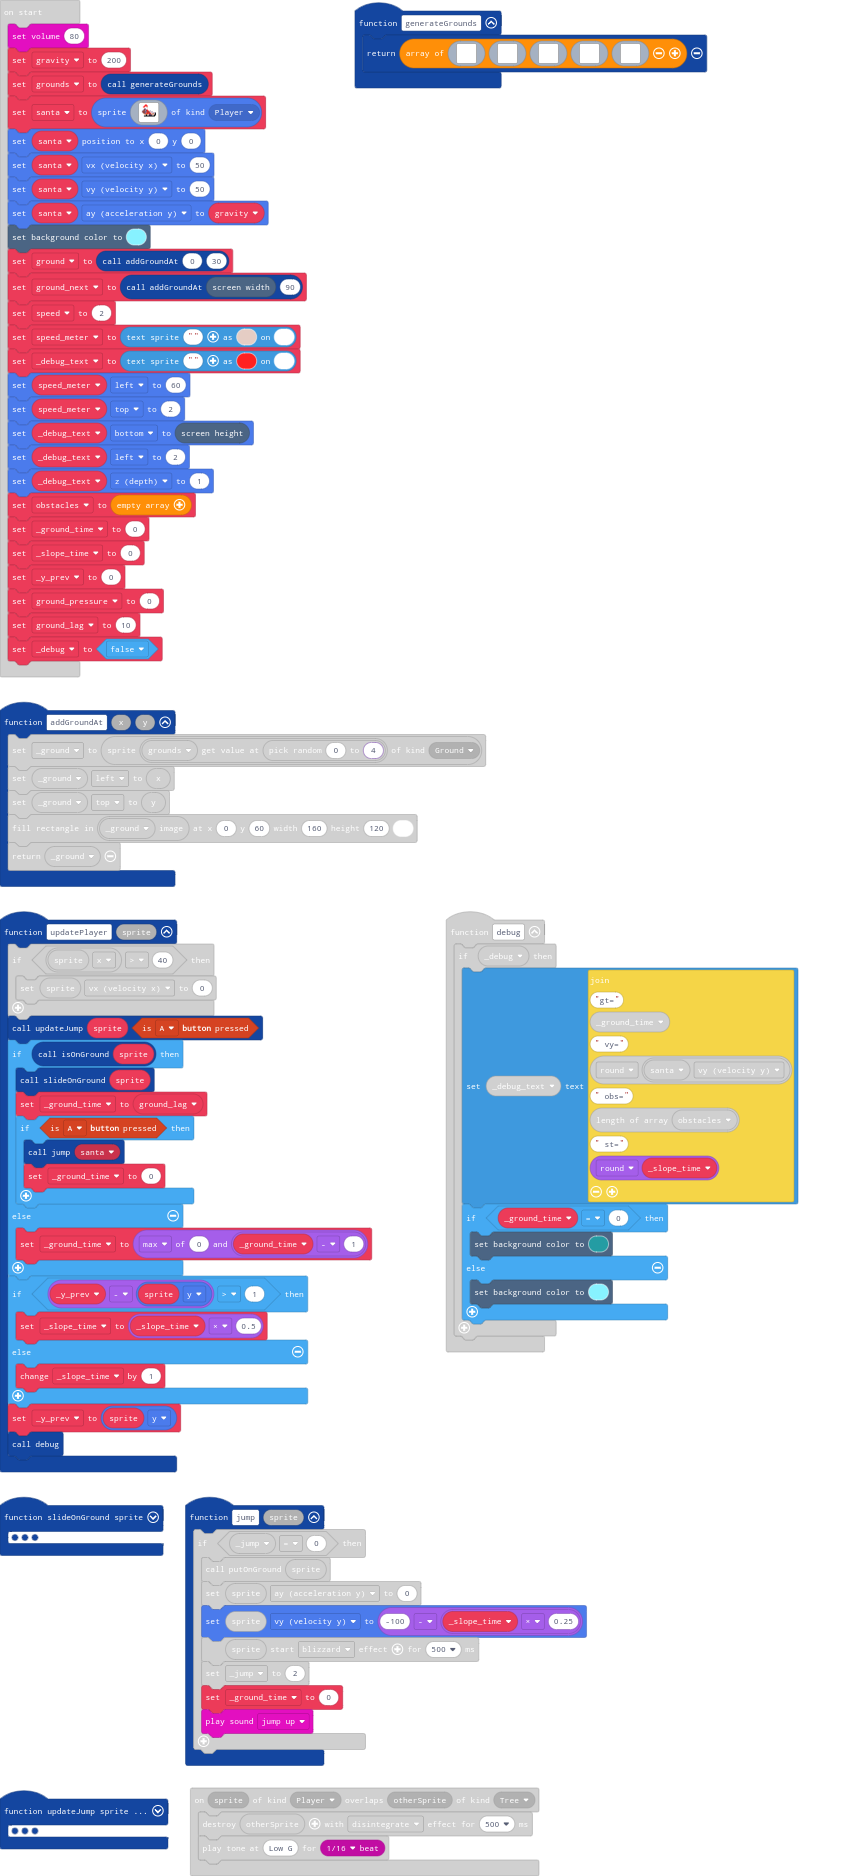 on start
set volume 80
set gravity to 200
set grounds to call generateGrounds
set santa to sprite of kind Player
set santa position to x 0 y 0
set santa vx (velocity x) to 50
set santa vy (velocity y) to 50
set santa ay (acceleration y) to gravity
set background color to
set ground to call addGroundAt 0 30
set ground_next to call addGroundAt screen width 90
set speed to 2
set speed_meter to text sprite "" as on
set _debug_text to text sprite "" as on
set speed_meter left to 60
set speed_meter top to 2
set _debug_text bottom to screen height
set _debug_text left to 2
set _debug_text z (depth) to 1
set obstacles to empty array
set _ground_time to 0
set _slope_time to 0
set _y_prev to 0
set ground_pressure to 0
set ground_lag to 10
set _debug to false
function generateGrounds
return array of
function addGroundAt x y
set _ground to sprite grounds get value at pick random 0 to 4 of kind Ground
set _ground left to x
set _ground top to y
fill rectangle in _ground image at x 0 y 60 width 160 height 120
return _ground
function updatePlayer sprite
if sprite x > 40 then
set sprite vx (velocity x) to 0
call updateJump sprite is A button pressed
if call isOnGround sprite then
call slideOnGround sprite
set _ground_time to ground_lag
if is A button pressed then
call jump santa
set _ground_time to 0
else
set _ground_time to max of 0 and _ground_time - 1
if _y_prev - sprite y > 1 then
set _slope_time to _slope_time × 0.5
else
change _slope_time by 1
set _y_prev to sprite y
call debug
function debug
if _debug then
set _debug_text text join
"gt="
_ground_time
" vy="
round santa vy (velocity y)
" obs="
length of array obstacles
" st="
round _slope_time
if _ground_time = 0 then
set background color to
else
set background color to
function slideOnGround sprite
function jump sprite
if _jump = 0 then
call putOnGround sprite
set sprite ay (acceleration y) to 0
set sprite vy (velocity y) to -100 - _slope_time × 0.25
sprite start blizzard effect for 500 ms
set _jump to 2
set _ground_time to 0
play sound jump up
function updateJump sprite ...
on sprite of kind Player overlaps otherSprite of kind Tree
destroy otherSprite with disintegrate effect for 500 ms
play tone at Low G for 1/16 beat